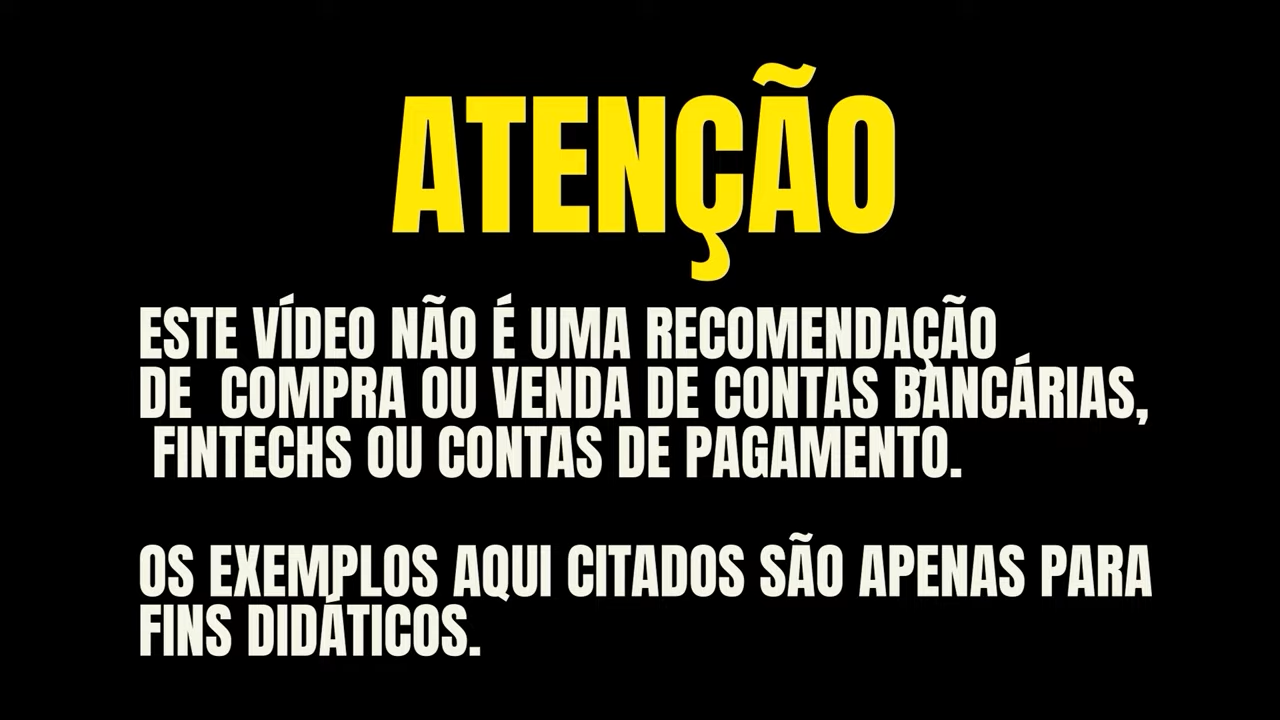 ATENÇÃO
ESTE VÍDEO NÃO É UMA RECOMENDAÇÃO
DE COMPRA OU VENDA DE CONTAS BANCÁRIAS,
FINTECHS OU CONTAS DE PAGAMENTO.
OS EXEMPLOS AQUI CITADOS SÃO APENAS PARA
FINS DIDÁTICOS.